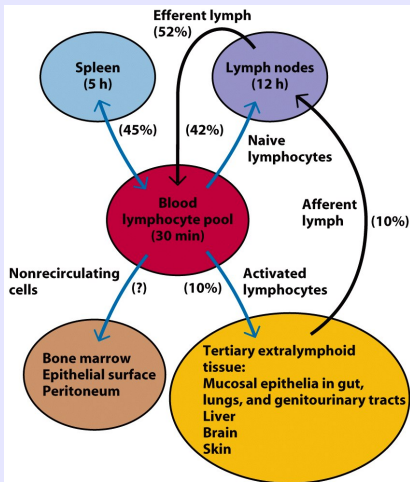 Efferent lymph
(52%)
Spleen
(5 h)
Lymph nodes
(12 h)
(45%)
(42%)
Naive
lymphocytes
Blood
lymphocyte pool
(30 min)
Afferent
lymph
(10%)
Nonrecirculating
cells
(?)
(10%)
Activated
lymphocytes
Bone marrow
Epithelial surface
Peritoneum
Tertiary extralymphoid
tissue:
Mucosal epithelia in gut,
lungs, and genitourinary tracts
Liver
Brain
Skin